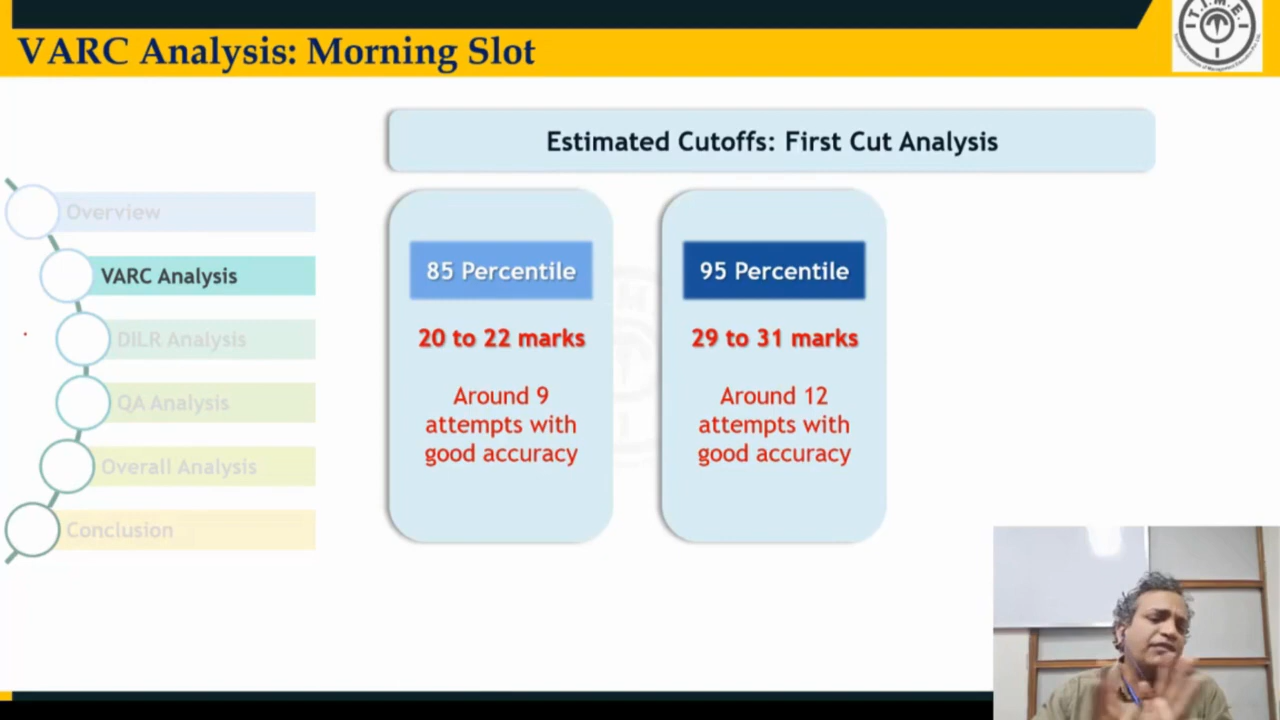 VARC Analysis: Morning Slot
T.I.M.E.
Estimated Cutoffs: First Cut Analysis
Overview
VARC Analysis
DILR Analysis
QA Analysis
Overall Analysis
Conclusion
85 Percentile
20 to 22 marks
Around 9
attempts with
good accuracy
95 Percentile
29 to 31 marks
Around 12
attempts with
good accuracy